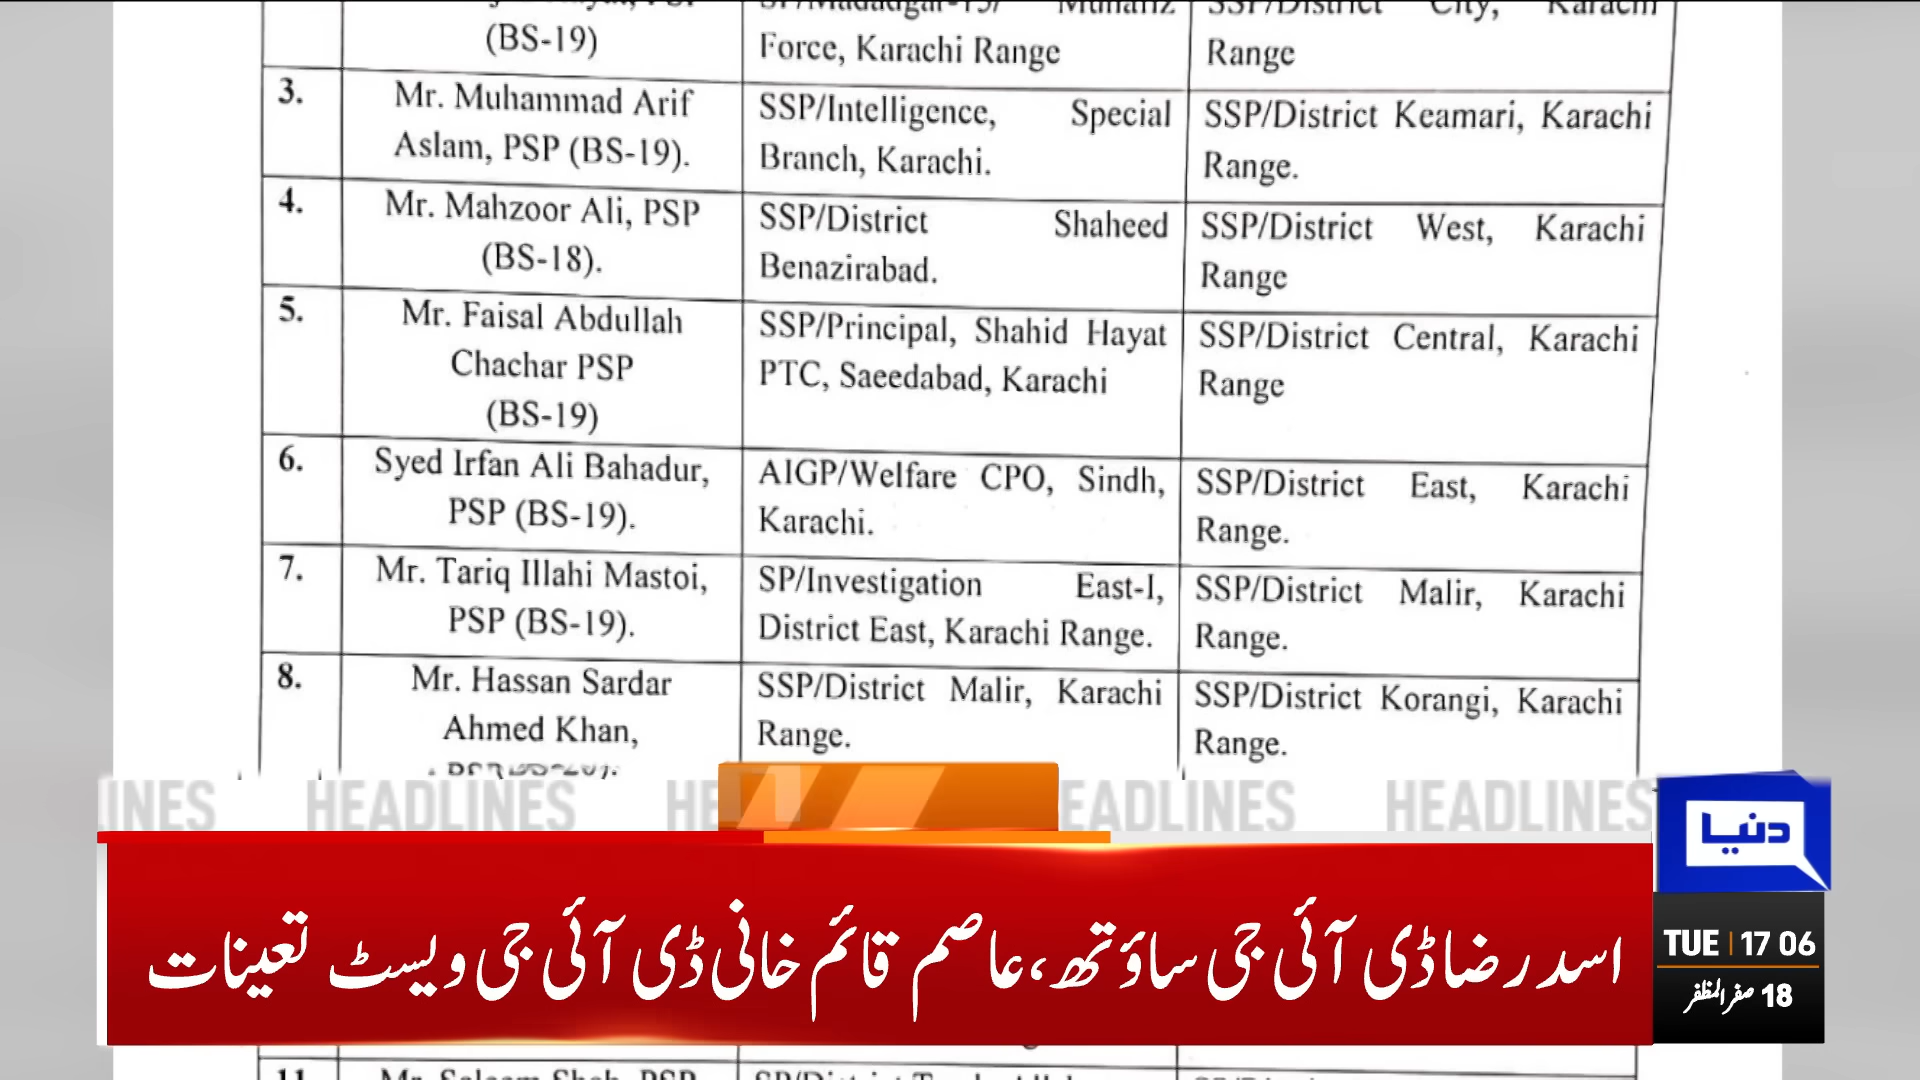 (BS-19)
Force, Karachi Range
SSP/District City, Karachi
Range
3.
Mr. Muhammad Arif
Aslam, PSP (BS-19).
SSP/Intelligence, Special
Branch, Karachi.
SSP/District Keamari, Karachi
Range.
4.
Mr. Mahzoor Ali, PSP
(BS-18).
SSP/District Shaheed
Benazirabad.
SSP/District West, Karachi
Range
5.
Mr. Faisal Abdullah
Chachar PSP
(BS-19)
SSP/Principal, Shahid Hayat
PTC, Saeedabad, Karachi
SSP/District Central, Karachi
Range
6.
Syed Irfan Ali Bahadur,
PSP (BS-19).
AIGP/Welfare CPO, Sindh,
Karachi.
SSP/District East, Karachi
Range.
7.
Mr. Tariq Illahi Mastoi,
PSP (BS-19).
SP/Investigation East-I,
District East, Karachi Range.
SSP/District Malir, Karachi
Range.
8.
Mr. Hassan Sardar
Ahmed Khan,
SSP/District Malir, Karachi
Range.
SSP/District Korangi, Karachi
Range.
HEADLINES HEADLINES HEADLINES
دنیا
اسد رضا ڈی آئی جی ساؤتھ، عاصم قائم خانی ڈی آئی جی ویسٹ تعینات
TUE 17 06
18 صفر المظفر
11.